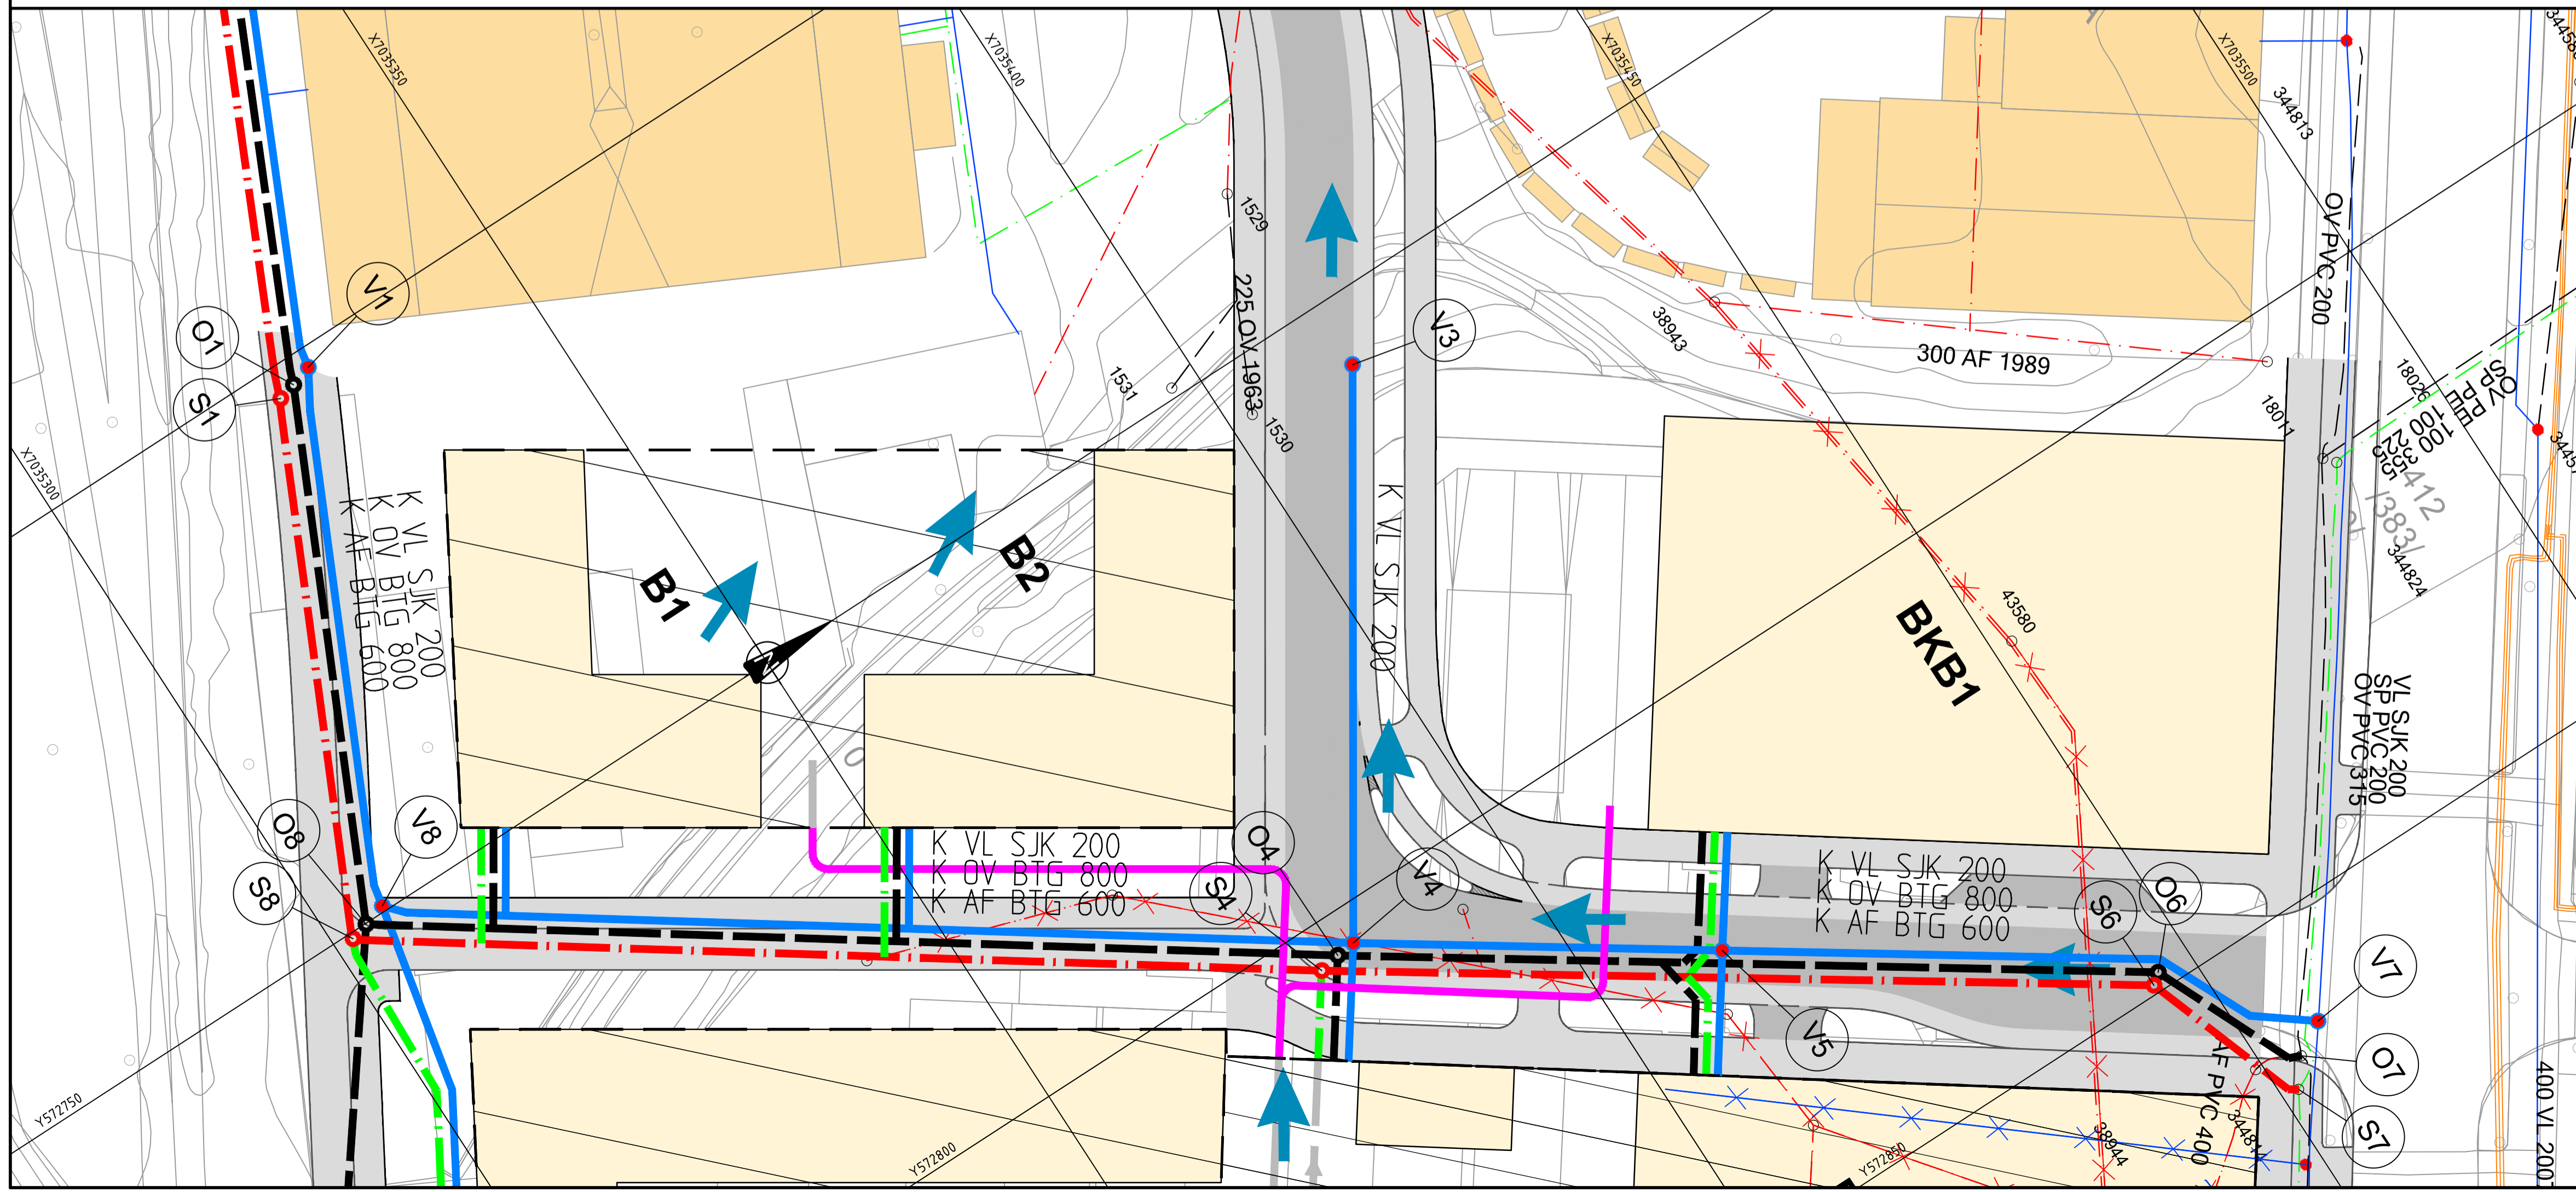 X7035350
X7035400
X7035450
X7035500
344813
1529
OV PVC 200
V1
O1
S1
225 OV 1963
V3
38943
300 AF 1989
1531
1530
18026
18011
X7035300
K VL SJK 200
K OV BTG 800
K AF BTG 600
B1
B2
K VL SJK 200
412
/383/
344824
43580
BKB1
VL SJK 200
SP PVC 200
OV PVC 315
O8
V8
S8
K VL SJK 200
K OV BTG 800
K AF BTG 600
O4
S4
V4
K VL SJK 200
K OV BTG 800
K AF BTG 600
S6
O6
V7
V5
O7
S7
AF PVC 400
38944
400 VL 200
Y572750
Y572800
Y572850